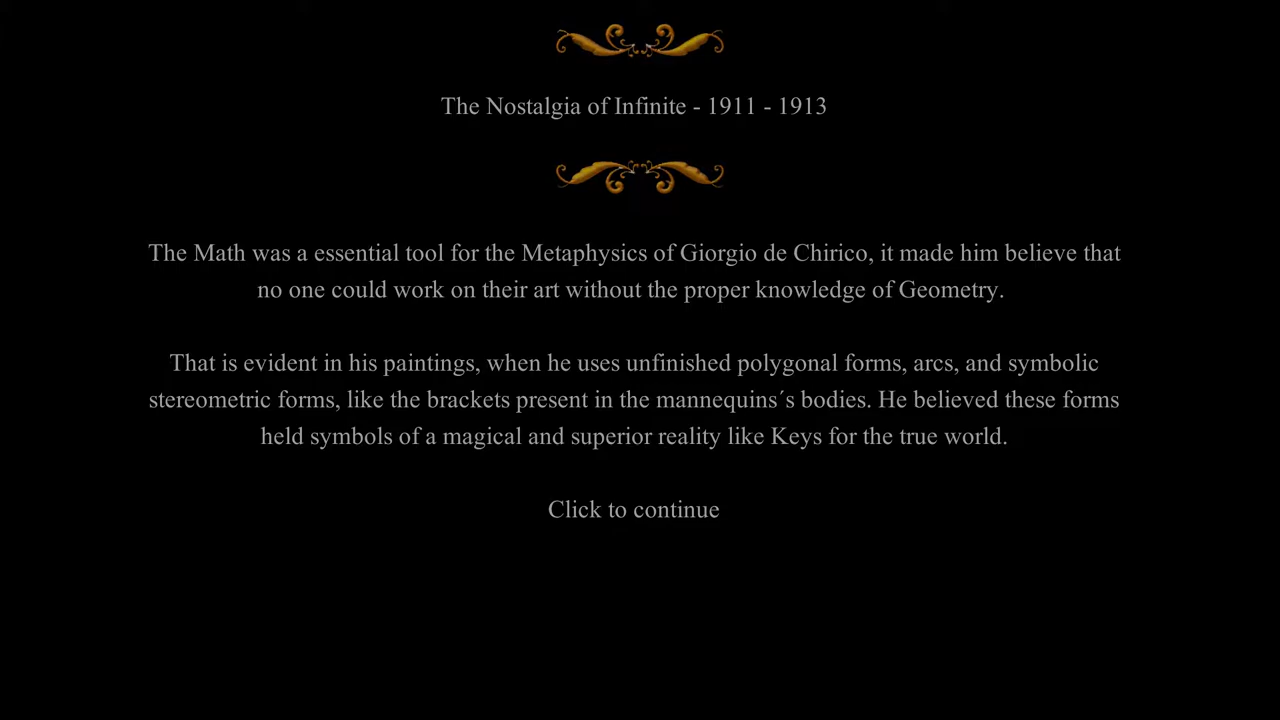 The Nostalgia of Infinite - 1911 - 1913
The Math was a essential tool for the Metaphysics of Giorgio de Chirico, it made him believe that
no one could work on their art without the proper knowledge of Geometry.
That is evident in his paintings, when he uses unfinished polygonal forms, arcs, and symbolic
stereometric forms, like the brackets present in the mannequins´s bodies. He believed these forms
held symbols of a magical and superior reality like Keys for the true world.
Click to continue